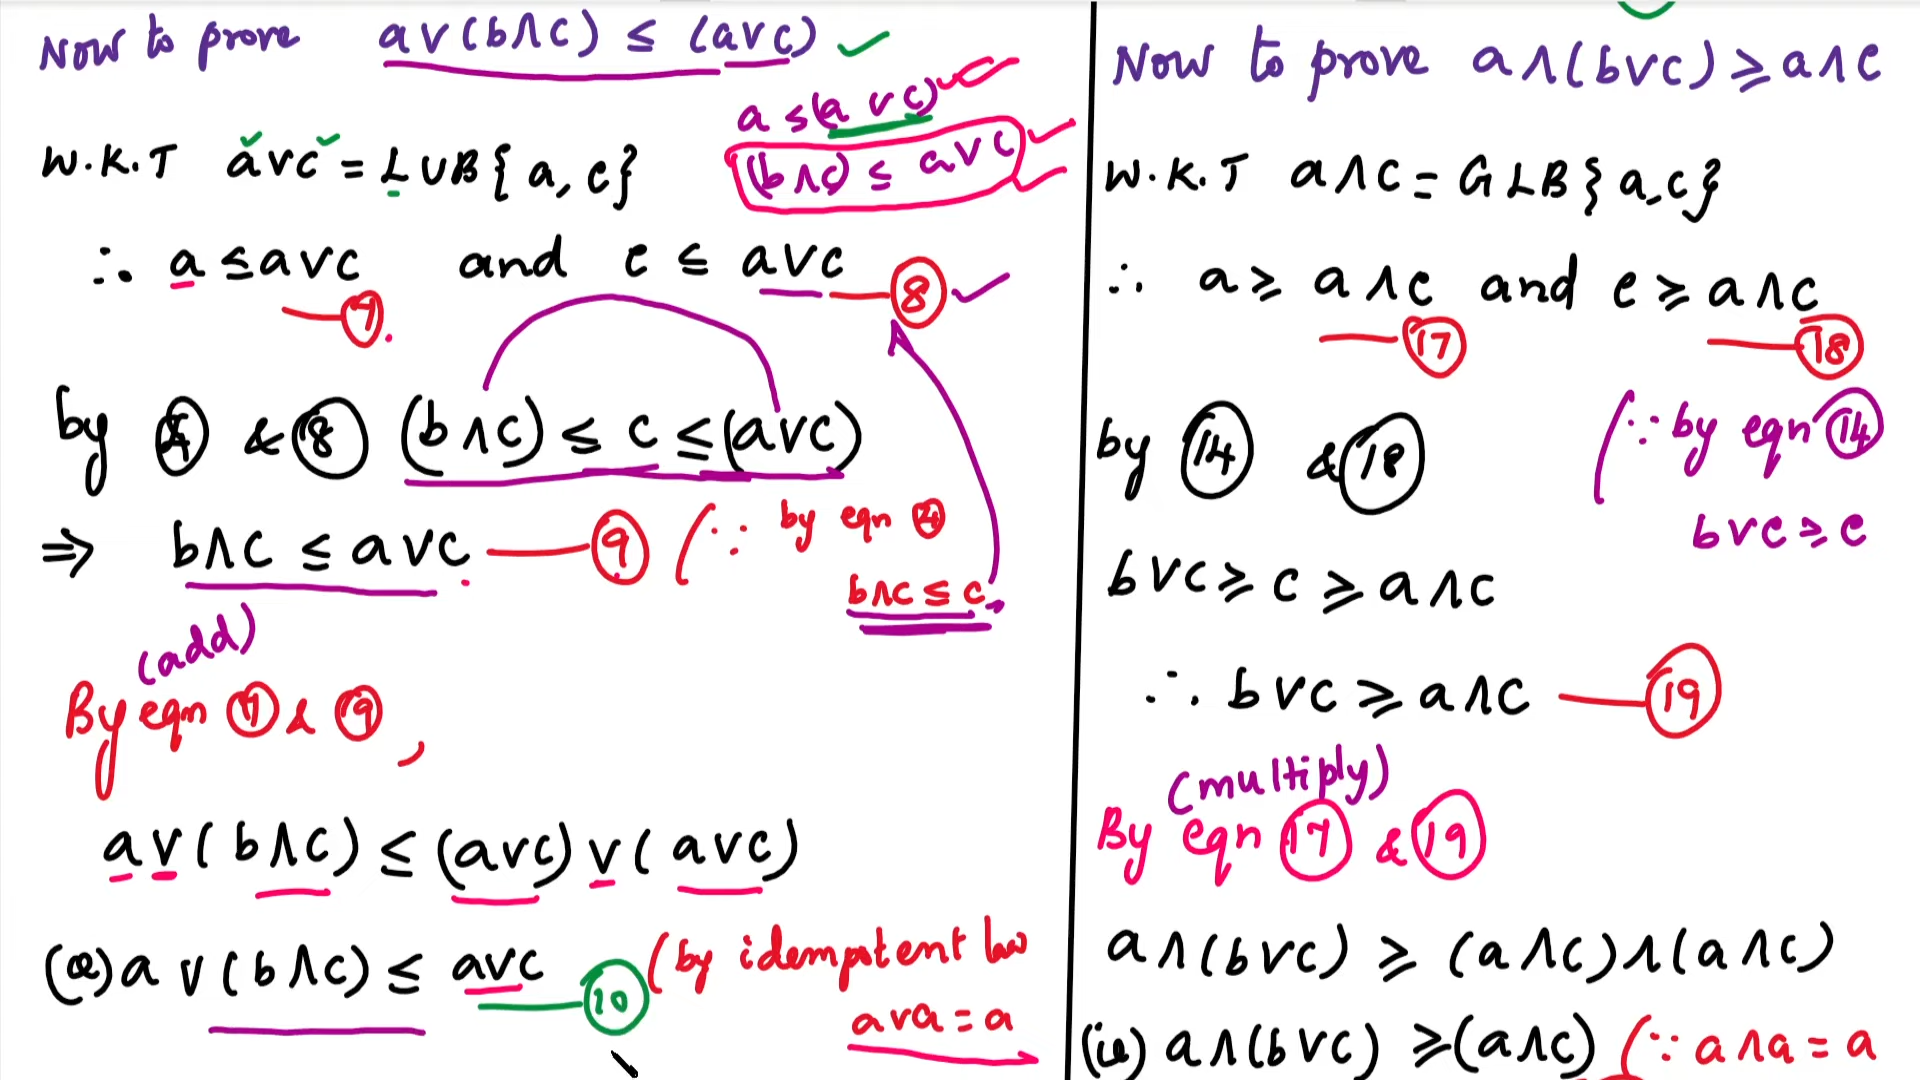 Now to prove a∨(b∧c) ≤ (a∨c)
a ≤(a ∨ c)
(b∧c) ≤ a∨c
W.K.T a∨c = LUB{a, c}
∴ a ≤ a∨c and c ≤ a∨c — 8
— 7
by 4 & 8 (b∧c) ≤ c ≤ (a∨c)
⇒ b∧c ≤ a∨c — 9 (∵ by eqn 4
b∧c ≤ c
(add)
By eqn 7 & 9,
a∨(b∧c) ≤ (a∨c) ∨ (a∨c)
a ∨ (b∧c) ≤ a∨c — 10 (by idempotent law
a∨a = a
Now to prove a∧(b∨c) ≥ a∧c
W.K.T a∧c = GLB{a,c}
∴ a ≥ a∧c and c ≥ a∧c
— 17 — 18
by 14 & 18 (∵ by eqn 14
b∨c ≥ c
b∨c ≥ c ≥ a∧c
∴ b∨c ≥ a∧c — 19
(multiply)
By eqn 17 & 19
a∧(b∨c) ≥ (a∧c)∧(a∧c)
(ie) a∧(b∨c) ≥ (a∧c) (∵ a∧a = a